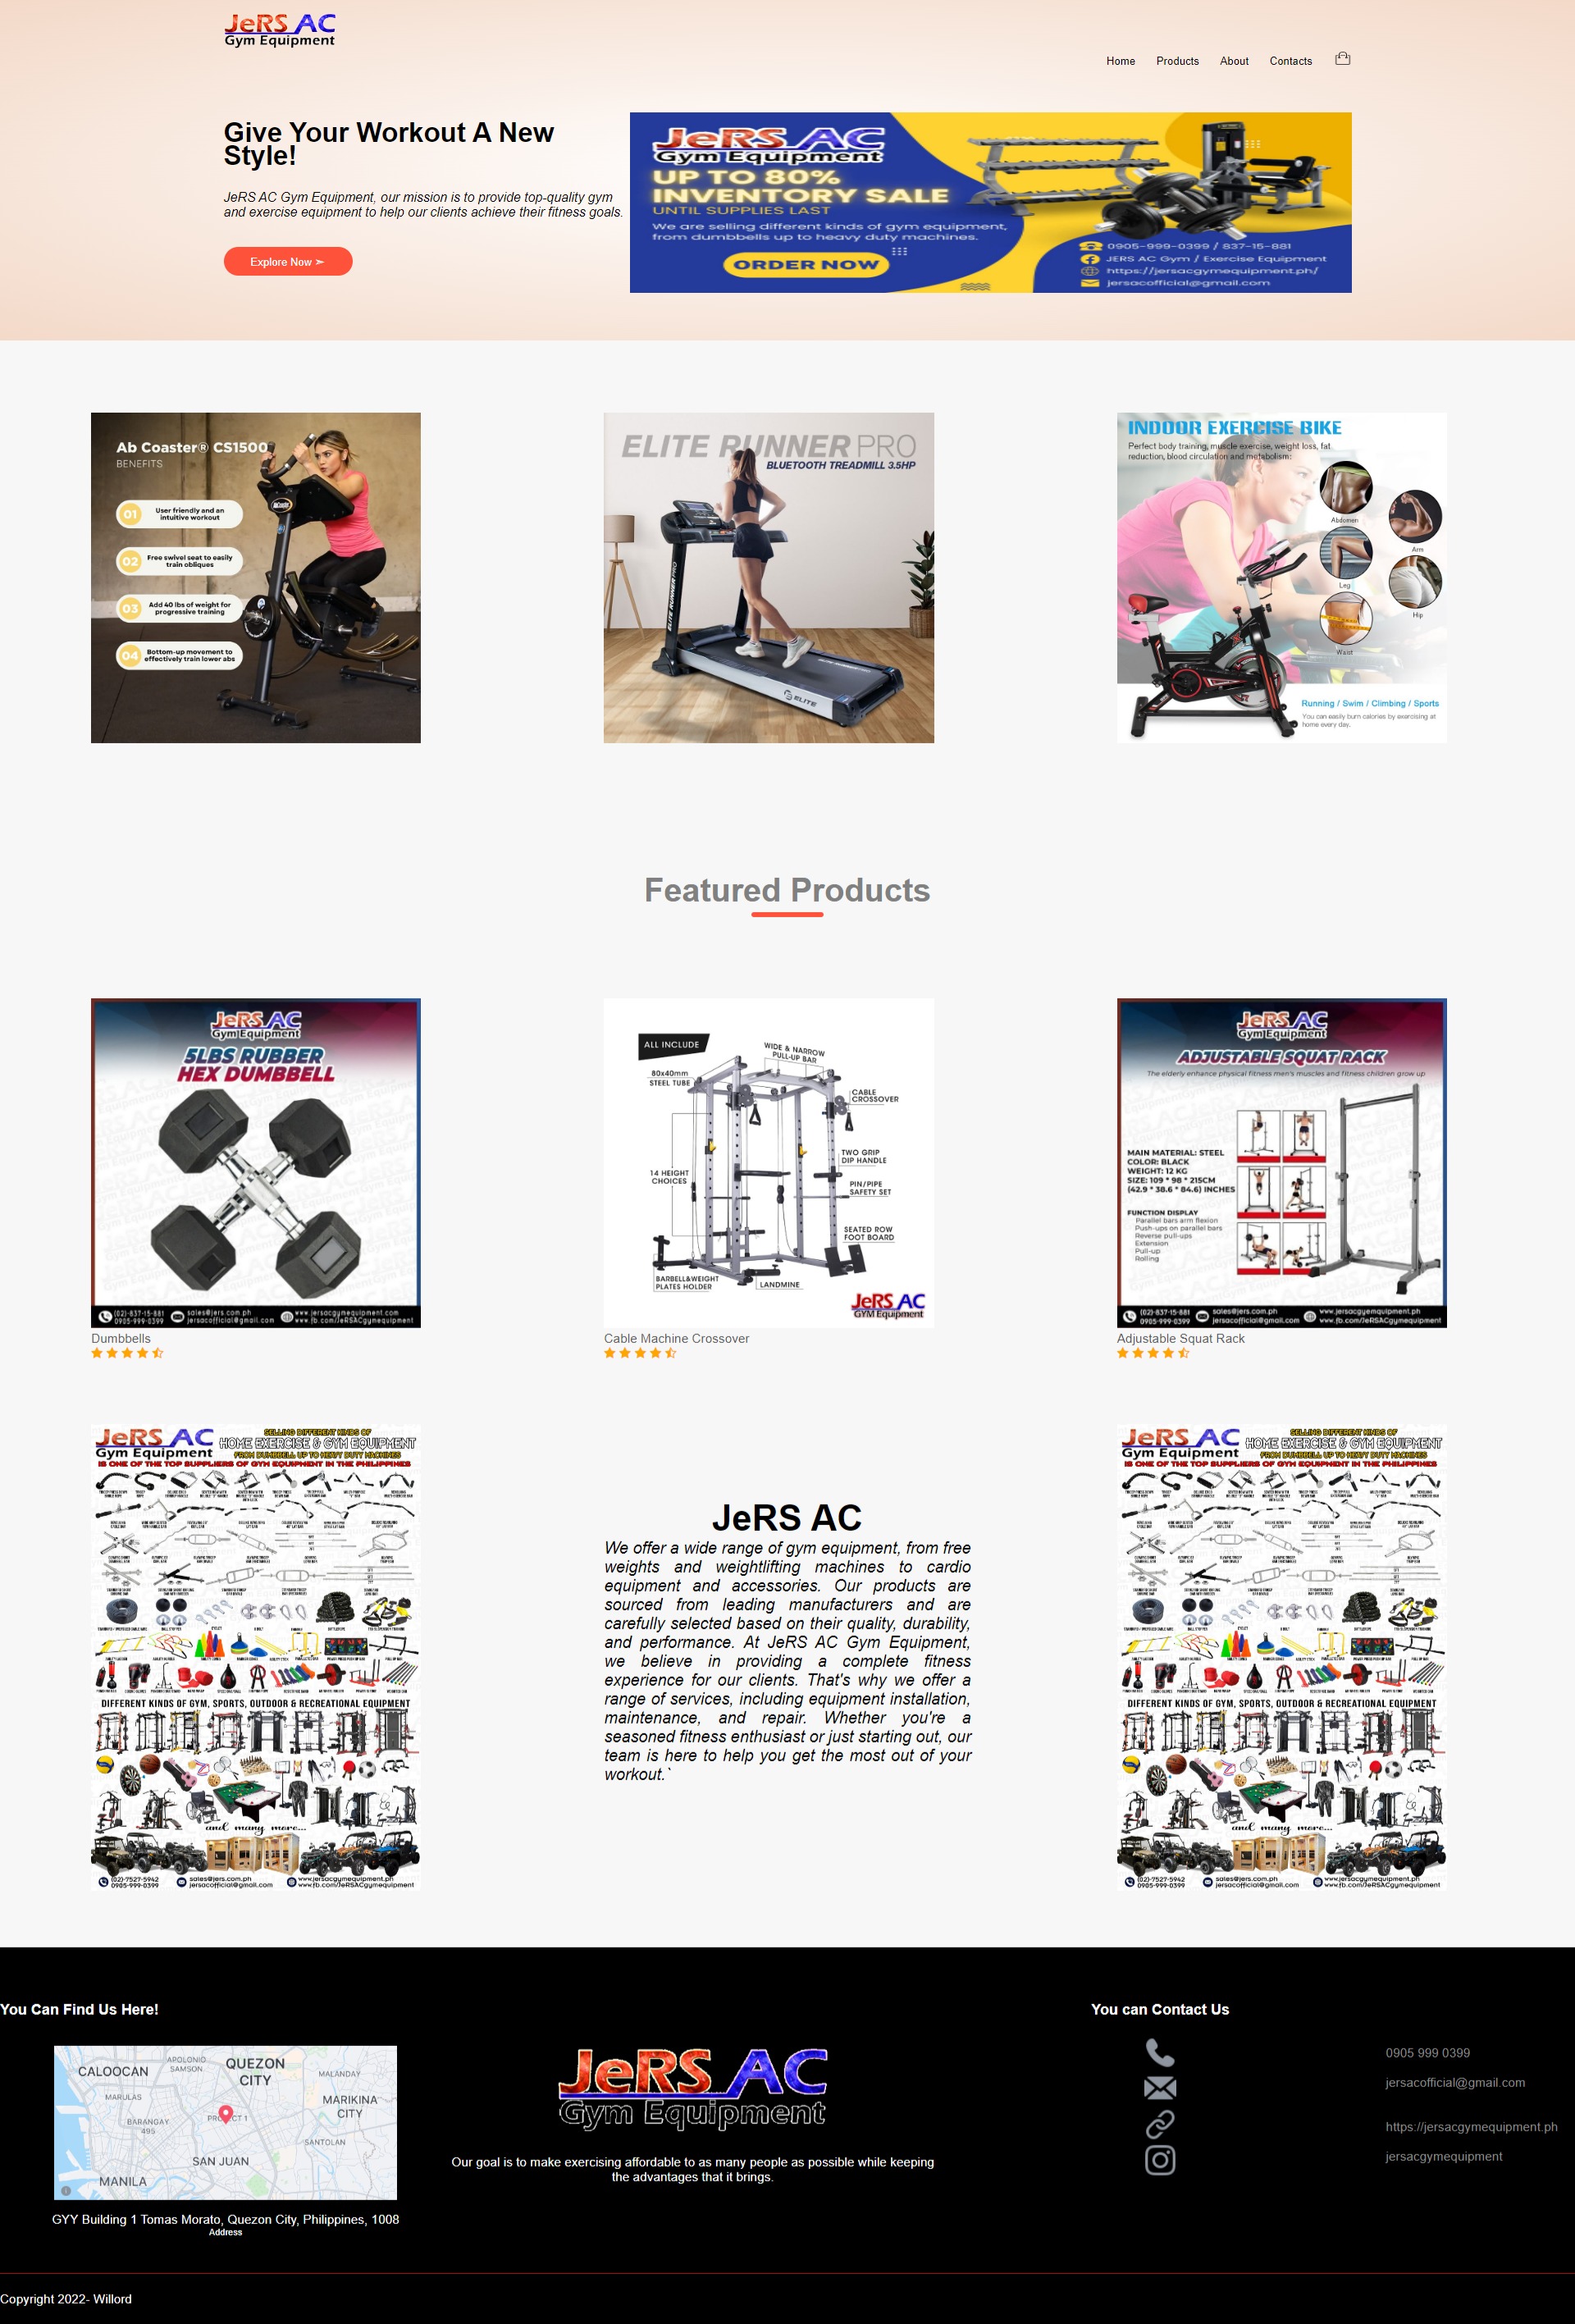 JeRS AC
Gym Equipment
Home
Products
About
Contacts
Give Your Workout A New
Style!
JeRS AC Gym Equipment, our mission is to provide top-quality gym
and exercise equipment to help our clients achieve their fitness goals.
Explore Now ➣
JeRS AC
Gym Equipment
UP TO 80%
INVENTORY SALE
UNTIL SUPPLIES LAST
We are selling different kinds of gym equipment,
from dumbbells up to heavy duty machines.
ORDER NOW
0905-999-0399 / 837-15-881
JERS AC Gym / Exercise Equipment
https://jersacgymequipment.ph/
jersacofficial@gmail.com
Ab Coaster® CS1500
BENEFITS
01 User friendly and an
intuitive workout
02 Free swivel seat to easily
train obliques
03 Add 40 lbs of weight for
progressive training
04 Bottom-up movement to
effectively train lower abs
ELITE RUNNER PRO
BLUETOOTH TREADMILL 3.5HP
ELITE RUNNER PRO
ELITE
INDOOR EXERCISE BIKE
Perfect body training, muscle exercise, weight loss, fat
reduction, blood circulation and metabolism:
Abdomen
Arm
Leg
Hip
Waist
Running / Swim / Climbing / Sports
You can easily burn calories by exercising at
home every day.
Featured Products
JeRS AC
Gym Equipment
5LBS RUBBER
HEX DUMBBELL
(02)-837-15-881
0905-999-0399
sales@jers.com.ph
jersacofficial@gmail.com
www.jersacgymequipment.com
www.fb.com/JeRSACgymequipment
Dumbbells
ALL INCLUDE
WIDE & NARROW
PULL-UP BAR
80x40mm
STEEL TUBE
CABLE
CROSSOVER
14 HEIGHT
CHOICES
TWO GRIP
DIP HANDLE
PIN/PIPE
SAFETY SET
SEATED ROW
FOOT BOARD
BARBELL&WEIGHT
PLATES HOLDER
LANDMINE
JeRS AC
GYM Equipment
Cable Machine Crossover
JeRS AC
Gym Equipment
ADJUSTABLE SQUAT RACK
The elderly enhance physical fitness men's muscles and fitness children grow up
MAIN MATERIAL: STEEL
COLOR: BLACK
WEIGHT: 12 KG
SIZE: 109 * 98 * 215CM
(42.9 * 38.6 * 84.6) INCHES
FUNCTION DISPLAY
Parallel bars arm flexion
Push-ups on parallel bars
Reverse pull-ups
Extension
Pull-up
Rolling
(02)-837-15-881
0905-999-0399
sales@jers.com.ph
jersacofficial@gmail.com
www.jersacgyemqupment.ph
www.fb.com/JeRSACgymequipment
Adjustable Squat Rack
JeRS AC
Gym Equipment
SELLING DIFFERENT KINDS OF
HOME EXERCISE & GYM EQUIPMENT
FROM DUMBBELL UP TO HEAVY DUTY MACHINES
IS ONE OF THE TOP SUPPLIERS OF GYM EQUIPMENT IN THE PHILIPPINES
DIFFERENT KINDS OF GYM, SPORTS, OUTDOOR & RECREATIONAL EQUIPMENT
and many more...
(02)-7527-5942
0905-999-0399
sales@jers.com.ph
jersacofficial@gmail.com
www.jersacgymequipment.ph
www.fb.com/JeRSACgymequipment
JeRS AC
We offer a wide range of gym equipment, from free
weights and weightlifting machines to cardio
equipment and accessories. Our products are
sourced from leading manufacturers and are
carefully selected based on their quality, durability,
and performance. At JeRS AC Gym Equipment,
we believe in providing a complete fitness
experience for our clients. That's why we offer a
range of services, including equipment installation,
maintenance, and repair. Whether you're a
seasoned fitness enthusiast or just starting out, our
team is here to help you get the most out of your
workout.`
JeRS AC
Gym Equipment
SELLING DIFFERENT KINDS OF
HOME EXERCISE & GYM EQUIPMENT
FROM DUMBBELL UP TO HEAVY DUTY MACHINES
IS ONE OF THE TOP SUPPLIERS OF GYM EQUIPMENT IN THE PHILIPPINES
DIFFERENT KINDS OF GYM, SPORTS, OUTDOOR & RECREATIONAL EQUIPMENT
and many more...
(02)-7527-5942
0905-999-0399
sales@jers.com.ph
jersacofficial@gmail.com
www.jersacgymequipment.ph
www.fb.com/JeRSACgymequipment
You Can Find Us Here!
CALOOCAN
APOLONIO
SAMSON
QUEZON
CITY
MALANDAY
MARULAS
MARIKINA
CITY
BARANGAY
495
PROJECT 1
SANTOLAN
SAN JUAN
MANILA
GYY Building 1 Tomas Morato, Quezon City, Philippines, 1008
Address
JeRS AC
Gym Equipment
Our goal is to make exercising affordable to as many people as possible while keeping
the advantages that it brings.
You can Contact Us
0905 999 0399
jersacofficial@gmail.com
https://jersacgymequipment.ph
jersacgymequipment
Copyright 2022- Willord